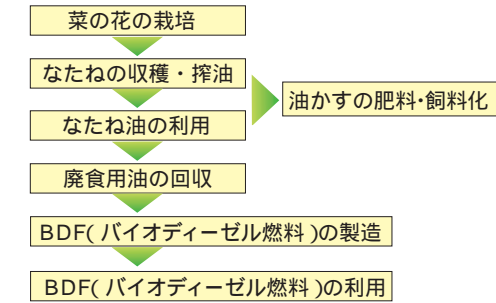 菜の花の栽培
なたねの収穫・搾油
油かすの肥料・飼料化
なたね油の利用
廃食用油の回収
BDF( バイオディーゼル燃料 )の製造
BDF( バイオディーゼル燃料 )の利用